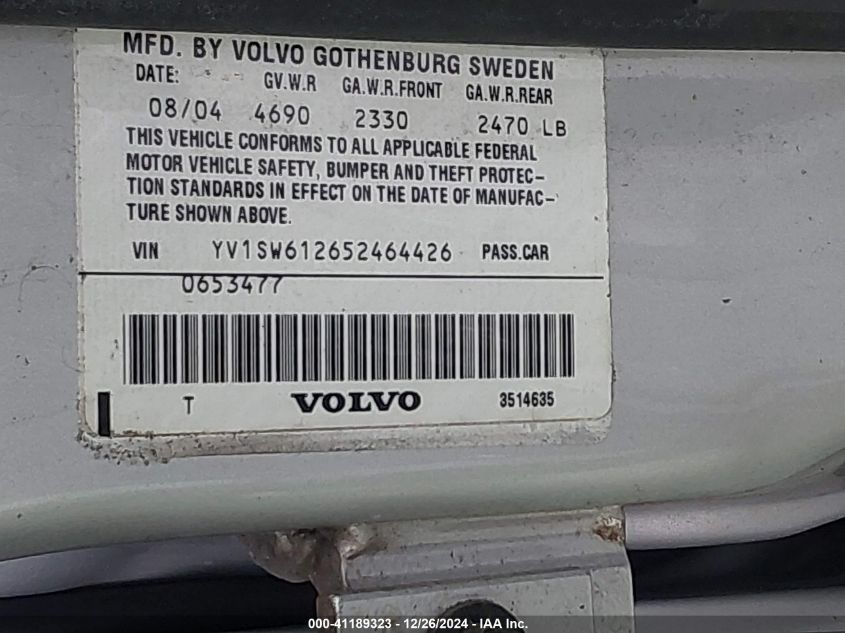 MFD. BY VOLVO GOTHENBURG SWEDEN
DATE: GV.W.R GA.W.R.FRONT GA.W.R.REAR
08/04 4690 2330 2470 LB
THIS VEHICLE CONFORMS TO ALL APPLICABLE FEDERAL
MOTOR VEHICLE SAFETY, BUMPER AND THEFT PROTEC-
TION STANDARDS IN EFFECT ON THE DATE OF MANUFAC-
TURE SHOWN ABOVE.
VIN YV1SW612652464426 PASS.CAR
0653477
T VOLVO 3514635
000-41189323 - 12/26/2024 - IAA Inc.